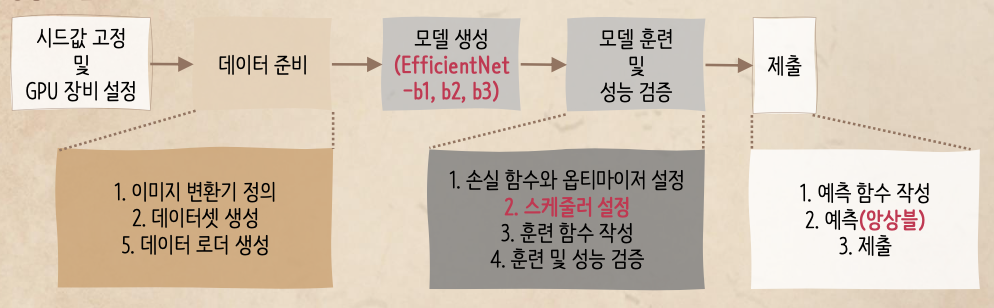 시드값 고정
및
GPU 장비 설정
데이터 준비
모델 생성
(EfficientNet
-b1, b2, b3)
모델 훈련
및
성능 검증
제출
1. 이미지 변환기 정의
2. 데이터셋 생성
5. 데이터 로더 생성
1. 손실 함수와 옵티마이저 설정
2. 스케줄러 설정
3. 훈련 함수 작성
4. 훈련 및 성능 검증
1. 예측 함수 작성
2. 예측(앙상블)
3. 제출